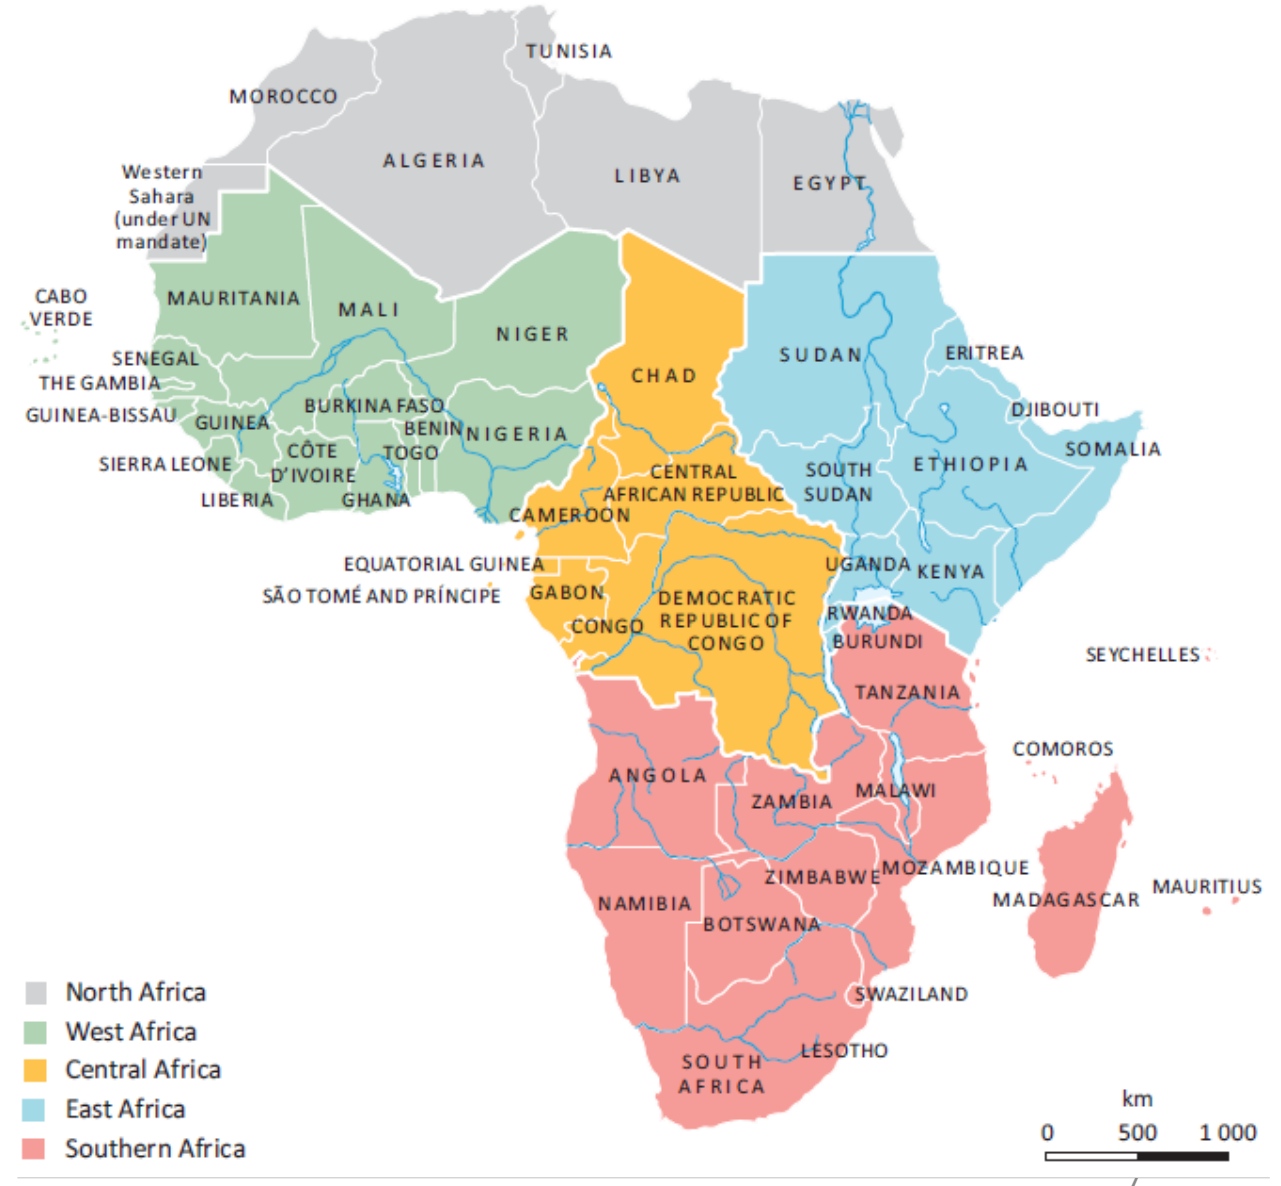 TUNISIA
MOROCCO
ALGERIA
LIBYA
EGYPT
Western
Sahara
(under UN
mandate)
CABO
VERDE
MAURITANIA
MALI
NIGER
CHAD
SUDAN
ERITREA
SENEGAL
THE GAMBIA
GUINEA-BISSAU
GUINEA
BURKINA FASO
BENIN
NIGERIA
DJIBOUTI
SOMALIA
SIERRA LEONE
CÔTE
D'IVOIRE
TOGO
LIBERIA
GHANA
CENTRAL
AFRICAN REPUBLIC
SOUTH
SUDAN
ETHIOPIA
CAMEROON
EQUATORIAL GUINEA
SÃO TOMÉ AND PRÍNCIPE
GABON
CONGO
DEMOCRATIC
REPUBLIC OF
CONGO
UGANDA
KENYA
RWANDA
BURUNDI
SEYCHELLES
TANZANIA
COMOROS
ANGOLA
ZAMBIA
MALAWI
MOZAMBIQUE
ZIMBABWE
NAMIBIA
BOTSWANA
MADAGASCAR
MAURITIUS
SWAZILAND
LESOTHO
SOUTH
AFRICA
North Africa
West Africa
Central Africa
East Africa
Southern Africa
km
0 500 1 000